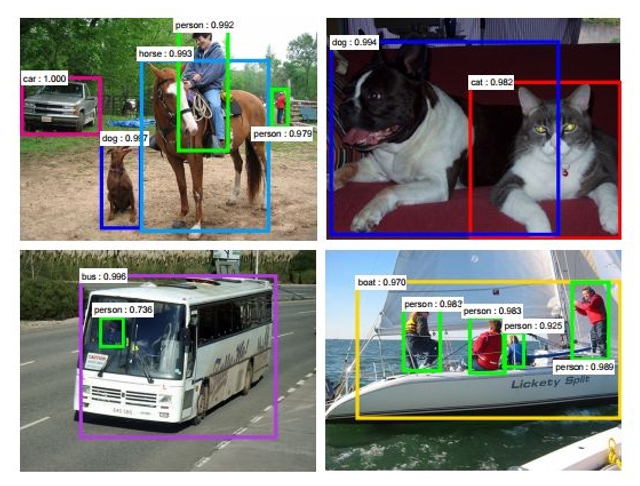 person : 0.992
horse : 0.993
car : 1.000
dog : 0.997
person : 0.979
dog : 0.994
cat : 0.982
bus : 0.996
person : 0.736
boat : 0.970
person : 0.983
person : 0.983
person : 0.925
person : 0.989
Lickety Split